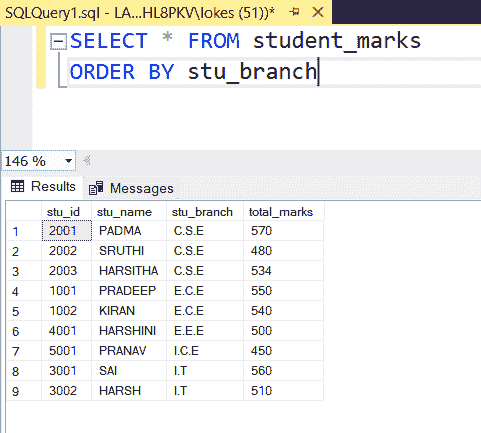 SQLQuery1.sql - LA...HL8PKV\lokes (51))*
SELECT * FROM student_marks
ORDER BY stu_branch
146 %
Results Messages
stu_id stu_name stu_branch total_marks
1 2001 PADMA C.S.E 570
2 2002 SRUTHI C.S.E 480
3 2003 HARSITHA C.S.E 534
4 1001 PRADEEP E.C.E 550
5 1002 KIRAN E.C.E 540
6 4001 HARSHINI E.E.E 500
7 5001 PRANAV I.C.E 450
8 3001 SAI I.T 560
9 3002 HARSH I.T 510